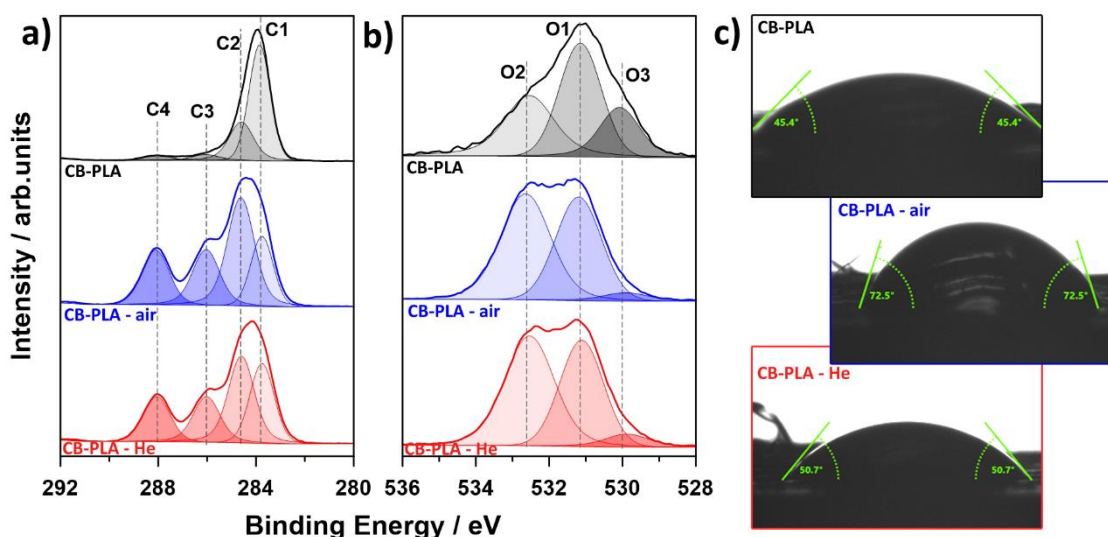 a)
C4
C3
C2
C1
CB-PLA
CB-PLA - air
CB-PLA - He
292
288
284
280
b)
O2
O1
O3
CB-PLA
CB-PLA - air
CB-PLA - He
536
534
532
531
530
528
Intensity / arb.units
Binding Energy / eV
c)
CB-PLA
45.4°
45.4°
CB-PLA - air
72.5°
72.5°
CB-PLA - He
50.7°
50.7°